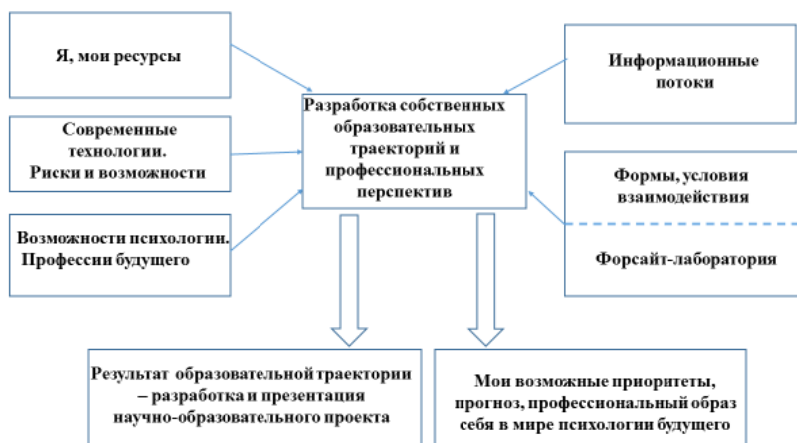 Я, мои ресурсы
Современные
технологии.
Риски и возможности
Возможности психологии.
Профессии будущего
Разработка собственных
образовательных
траекторий и
профессиональных
перспектив
Информационные
потоки
Формы, условия
взаимодействия
Форсайт-лаборатория
Результат образовательной траектории
– разработка и презентация
научно-образовательного проекта
Мои возможные приоритеты,
прогноз, профессиональный образ
себя в мире психологии будущего